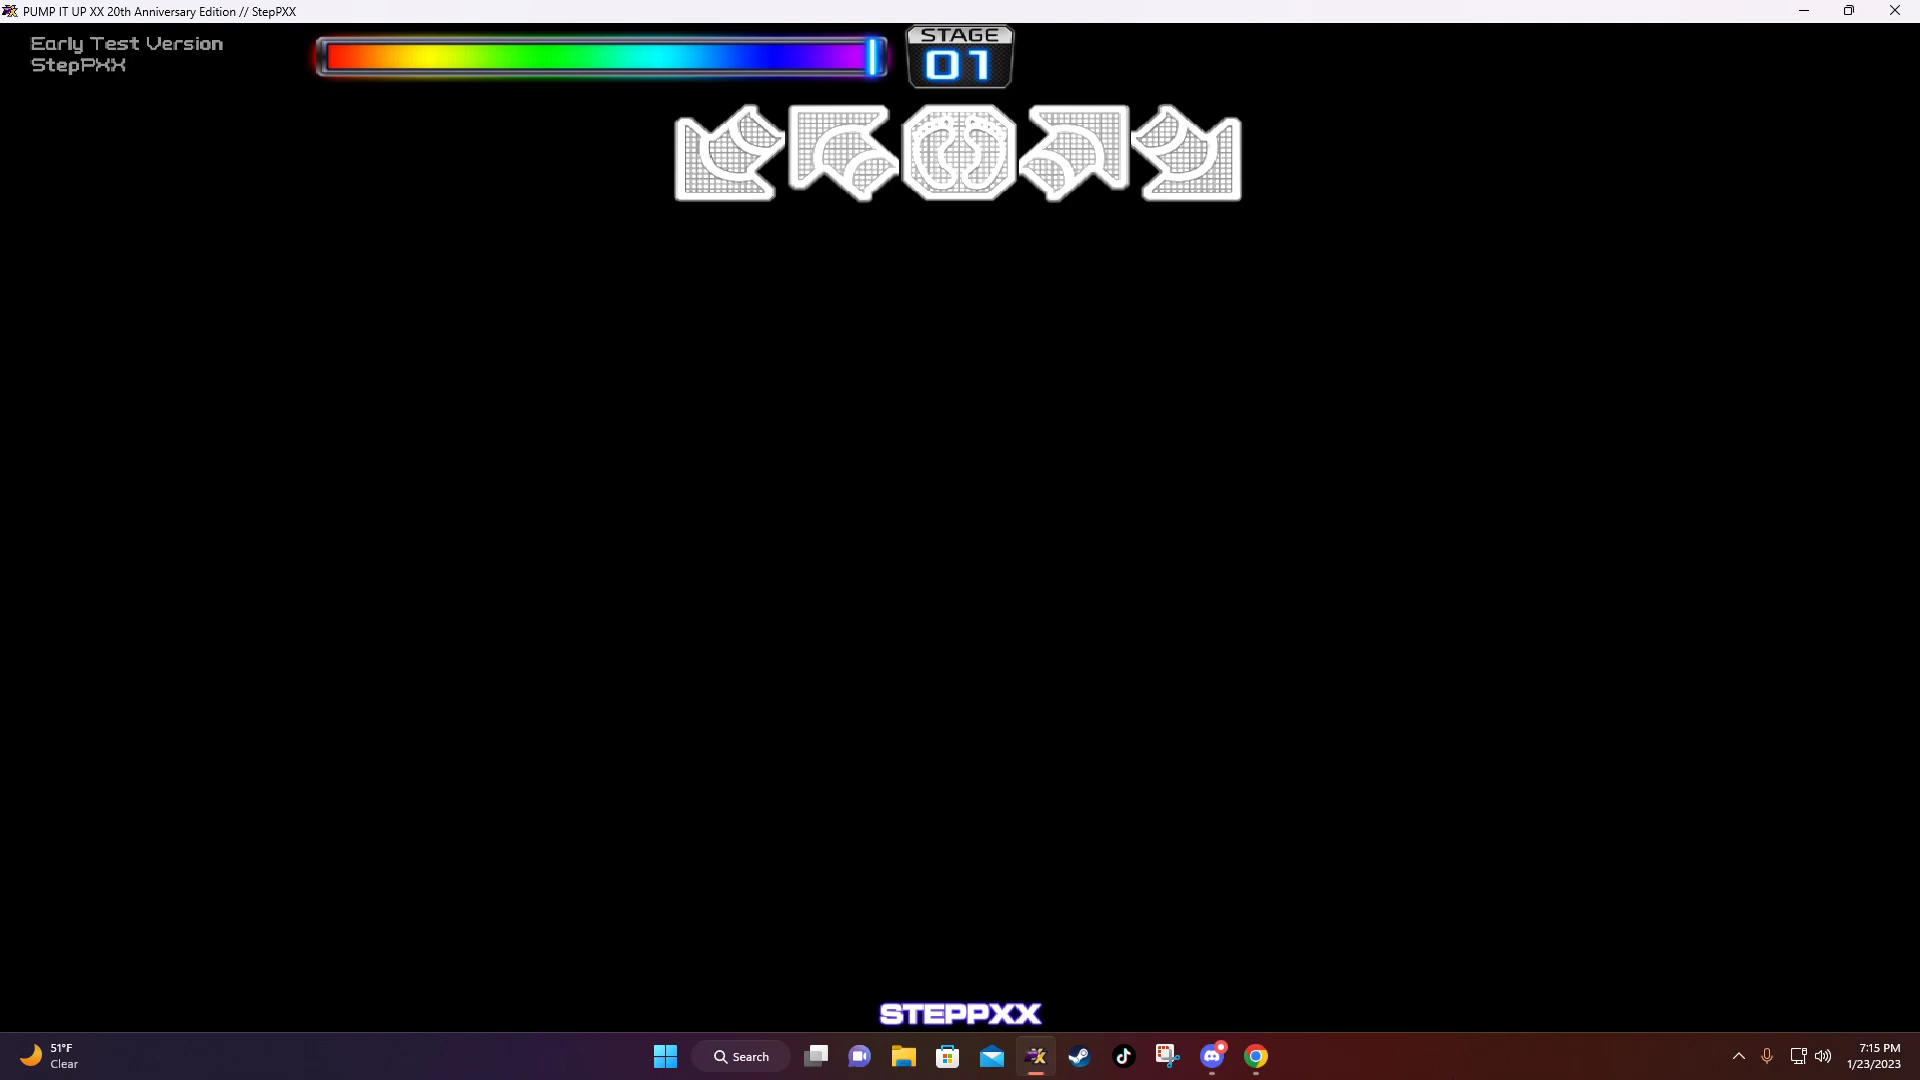 PUMP IT UP XX 20th Anniversary Edition // StepPXX
Early Test Version
StepPXX
STAGE
01
STEPPXX
51°F
Clear
Search
7:15 PM
1/23/2023